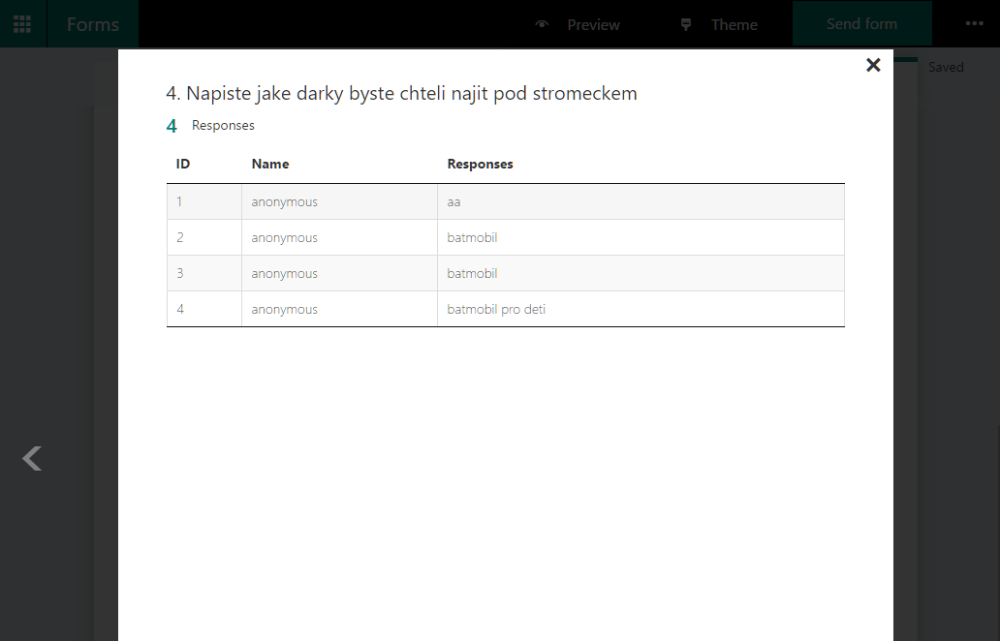 Forms Preview Theme Send form
Saved
4. Napiste jake darky byste chteli najit pod stromeckem
4 Responses
ID Name Responses
1 anonymous aa
2 anonymous batmobil
3 anonymous batmobil
4 anonymous batmobil pro deti